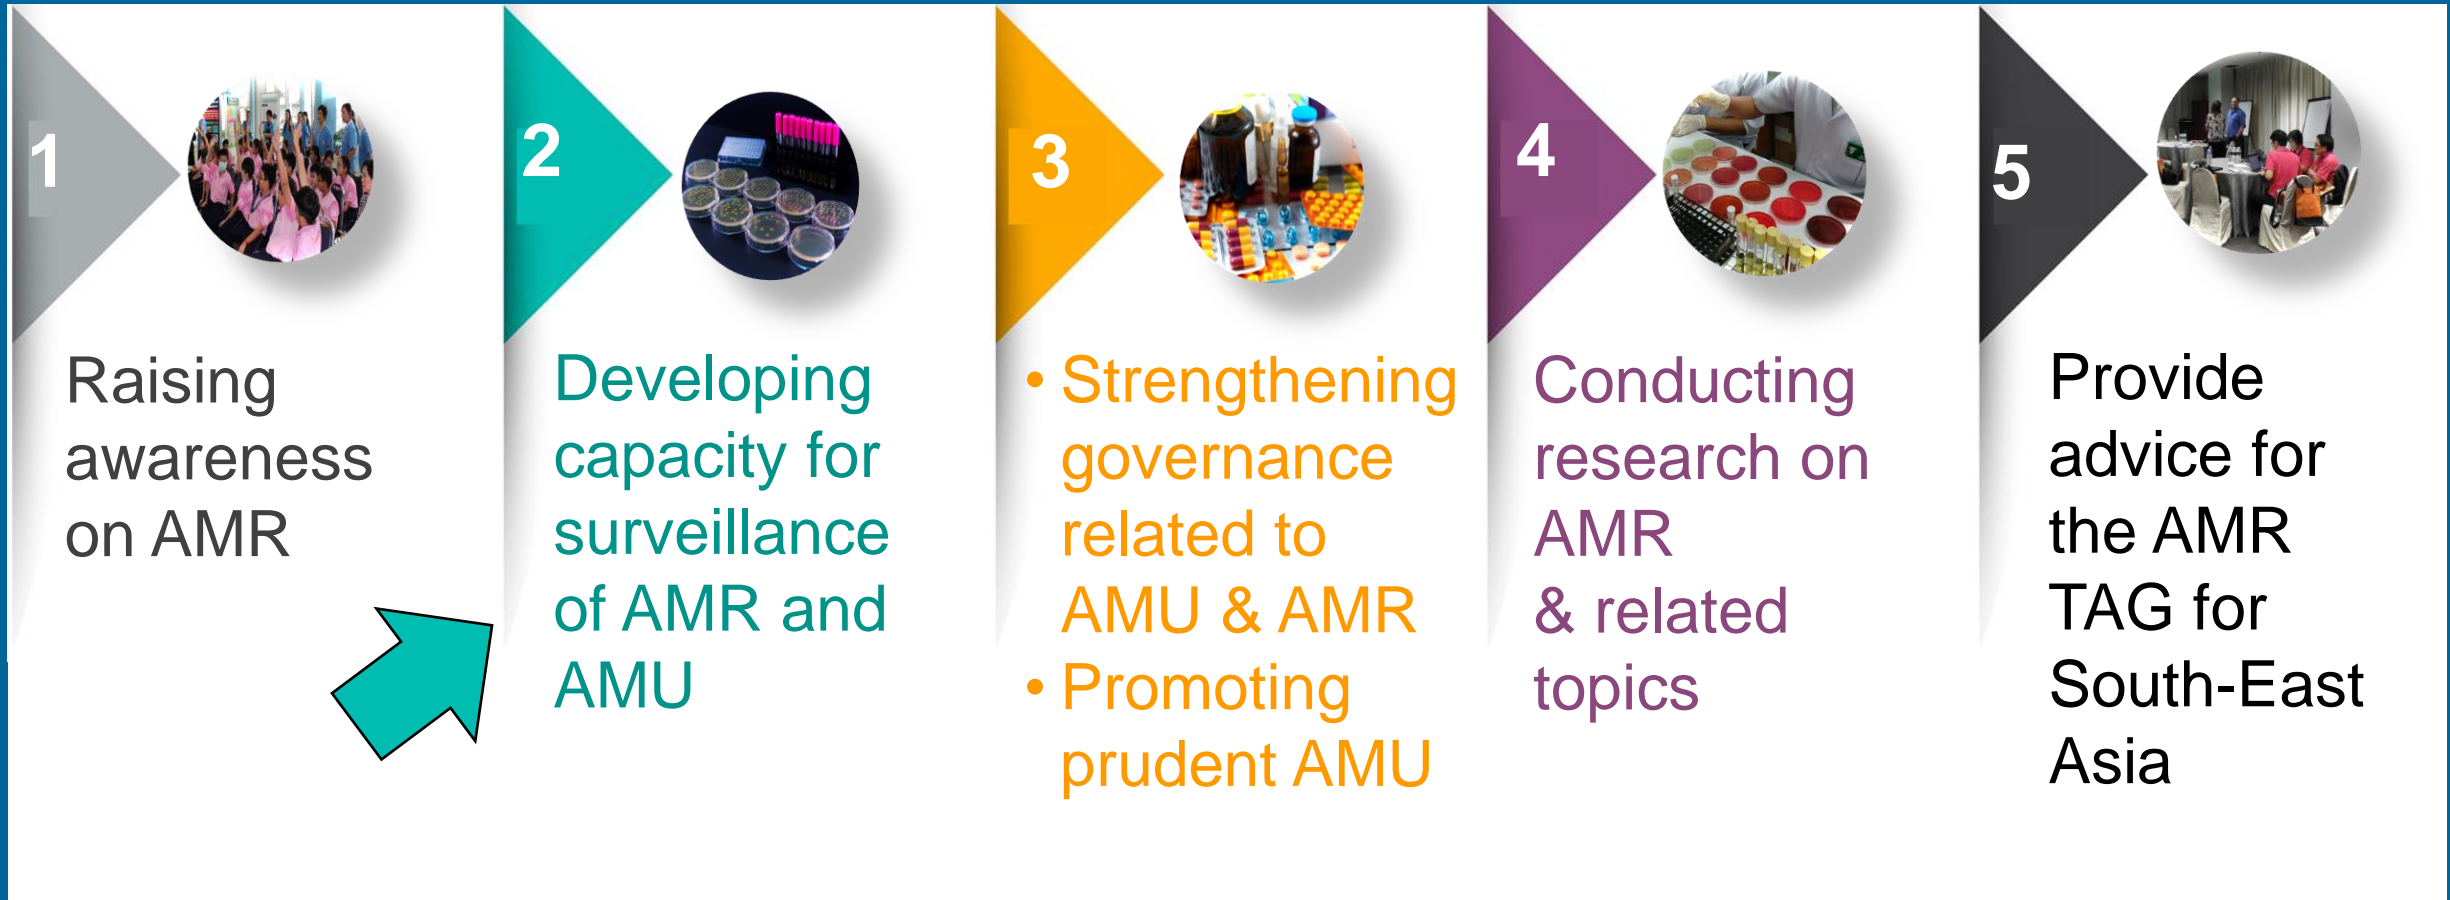 1
Raising
awareness
on AMR
2
Developing
capacity for
surveillance
of AMR and
AMU
3
• Strengthening
governance
related to
AMU & AMR
• Promoting
prudent AMU
4
Conducting
research on
AMR
& related
topics
5
Provide
advice for
the AMR
TAG for
South-East
Asia